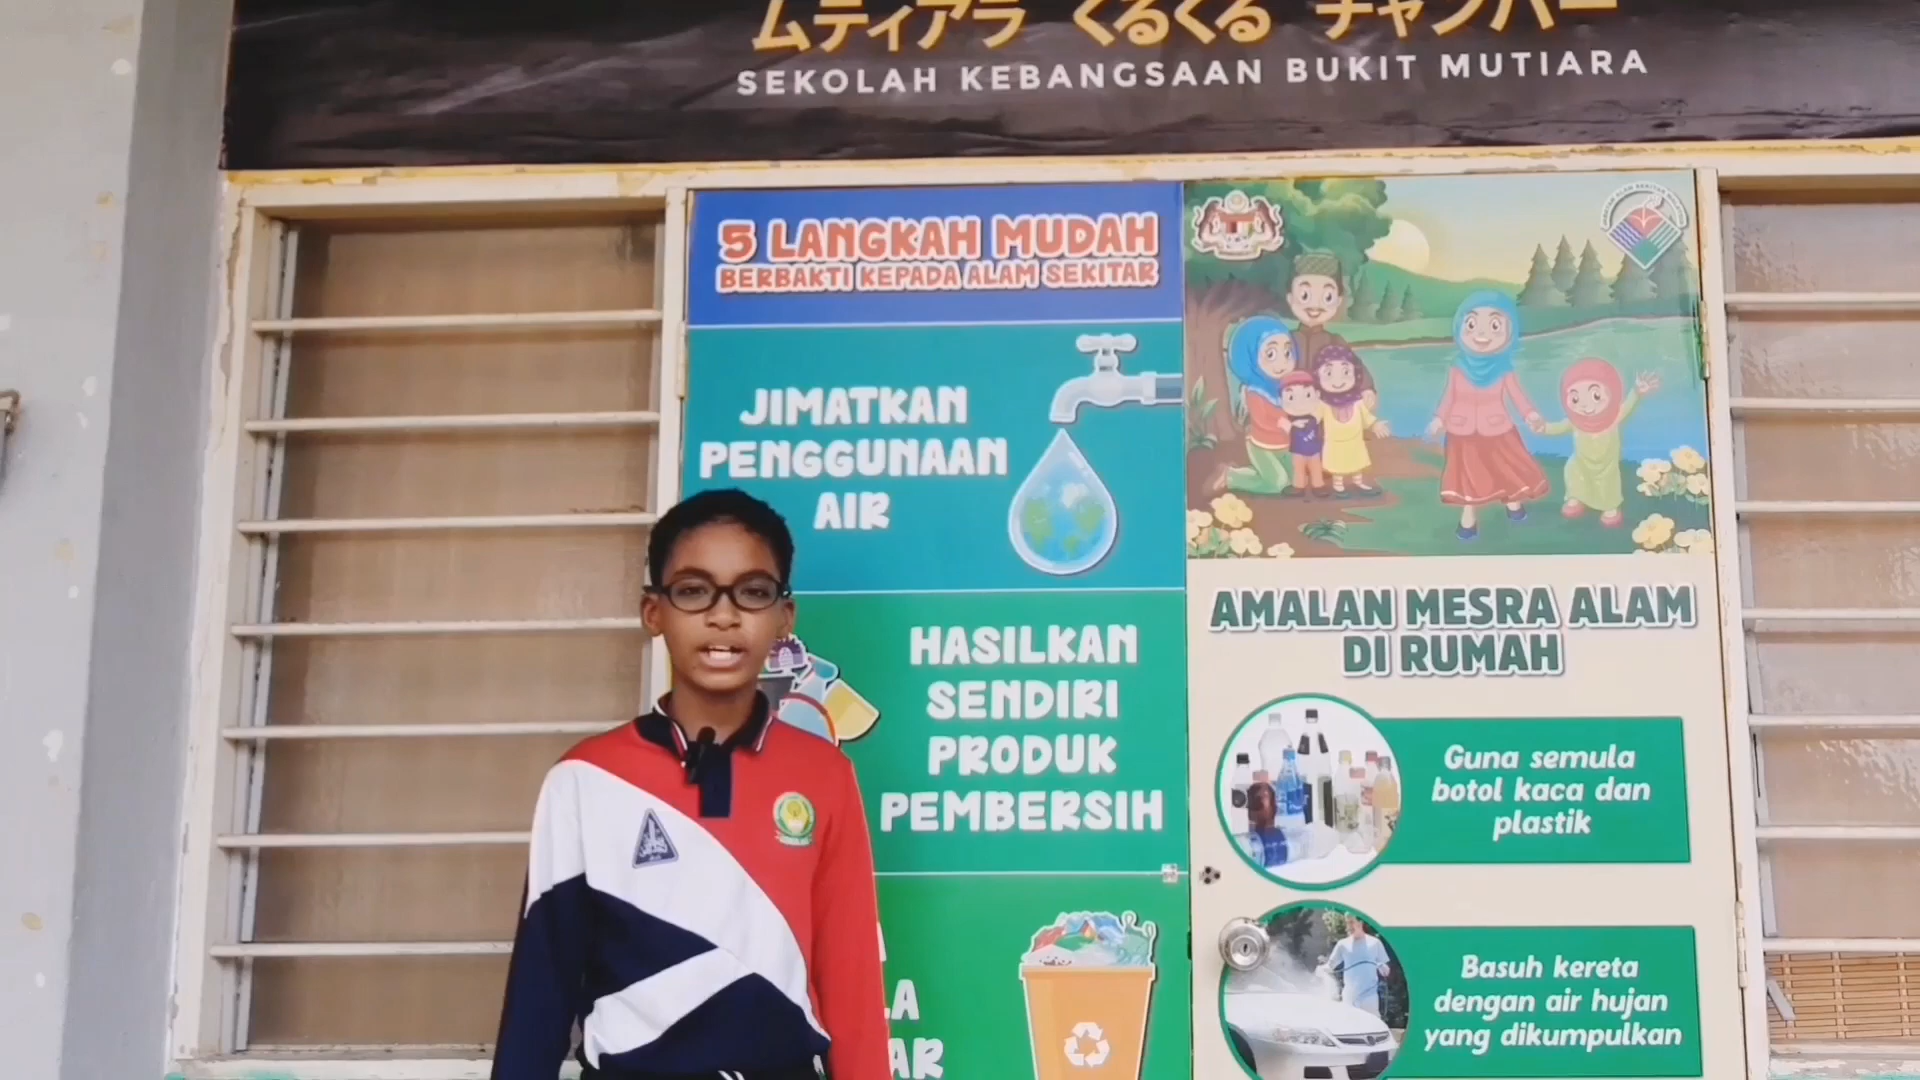 ムティアラ くるくる チャンバー
SEKOLAH KEBANGSAAN BUKIT MUTIARA
5 LANGKAH MUDAH
BERBAKTI KEPADA ALAM SEKITAR
JIMATKAN
PENGGUNAAN
AIR
HASILKAN
SENDIRI
PRODUK
PEMBERSIH
LA
AR
AMALAN MESRA ALAM
DI RUMAH
Guna semula
botol kaca dan
plastik
Basuh kereta
dengan air hujan
yang dikumpulkan